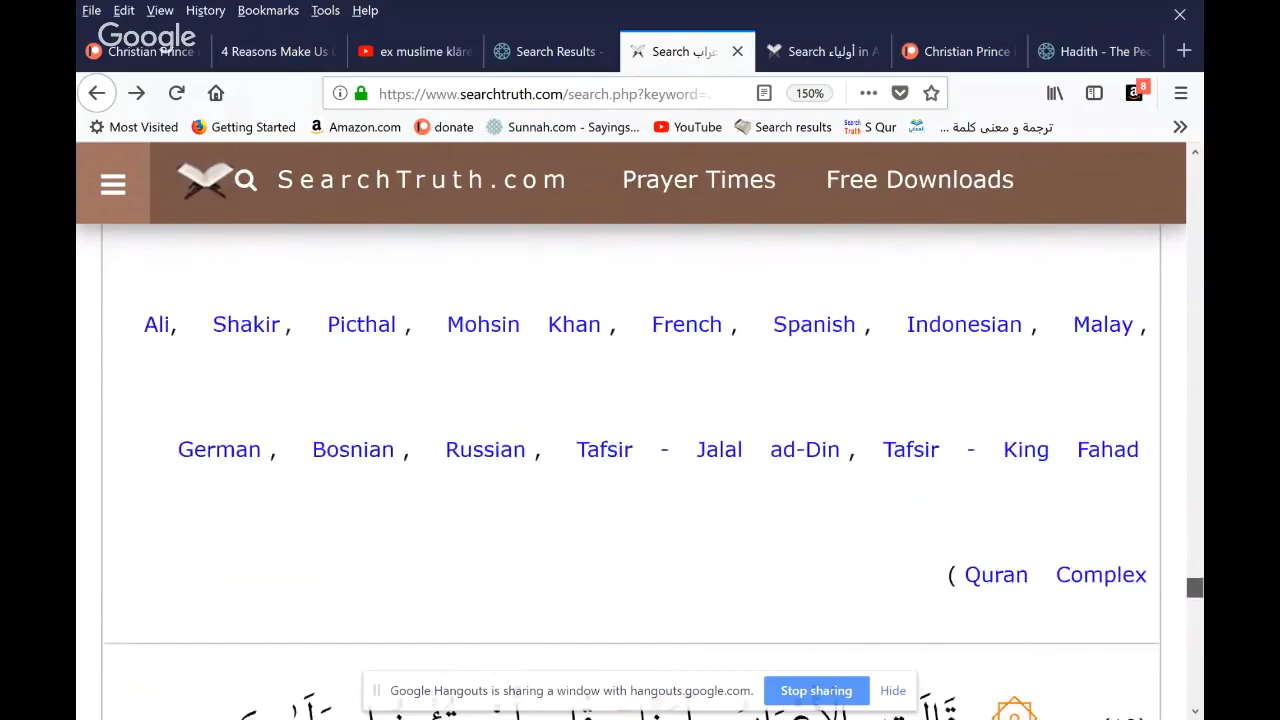 File Edit View History Bookmarks Tools Help
Google
Christian Prince
4 Reasons Make Us
ex muslime kläre
Search Results -
Search عراب
Search أولياء in A
Christian Prince
Hadith - The Pe
https://www.searchtruth.com/search.php?keyword=
150%
8
Most Visited Getting Started Amazon.com donate Sunnah.com - Sayings,... YouTube Search results S Qur ترجمة و معنى كلمة ...
SearchTruth.com Prayer Times Free Downloads
Ali, Shakir , Picthal , Mohsin Khan , French , Spanish , Indonesian , Malay ,
German , Bosnian , Russian , Tafsir - Jalal ad-Din , Tafsir - King Fahad
( Quran Complex
Google Hangouts is sharing a window with hangouts.google.com. Stop sharing Hide